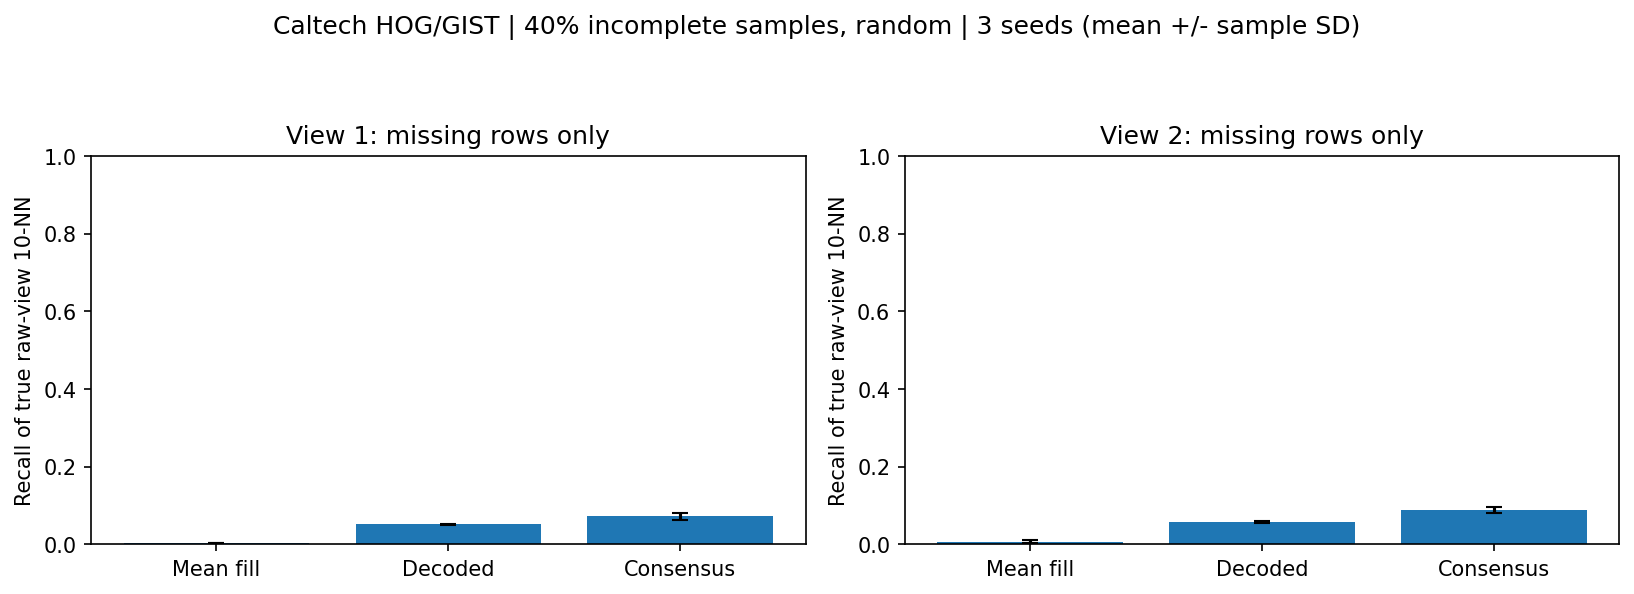 Caltech HOG/GIST | 40% incomplete samples, random | 3 seeds (mean +/- sample SD)
View 1: missing rows only
Recall of true raw-view 10-NN
1.0
0.8
0.6
0.4
0.2
0.0
Mean fill
Decoded
Consensus
View 2: missing rows only
Recall of true raw-view 10-NN
1.0
0.8
0.6
0.4
0.2
0.0
Mean fill
Decoded
Consensus